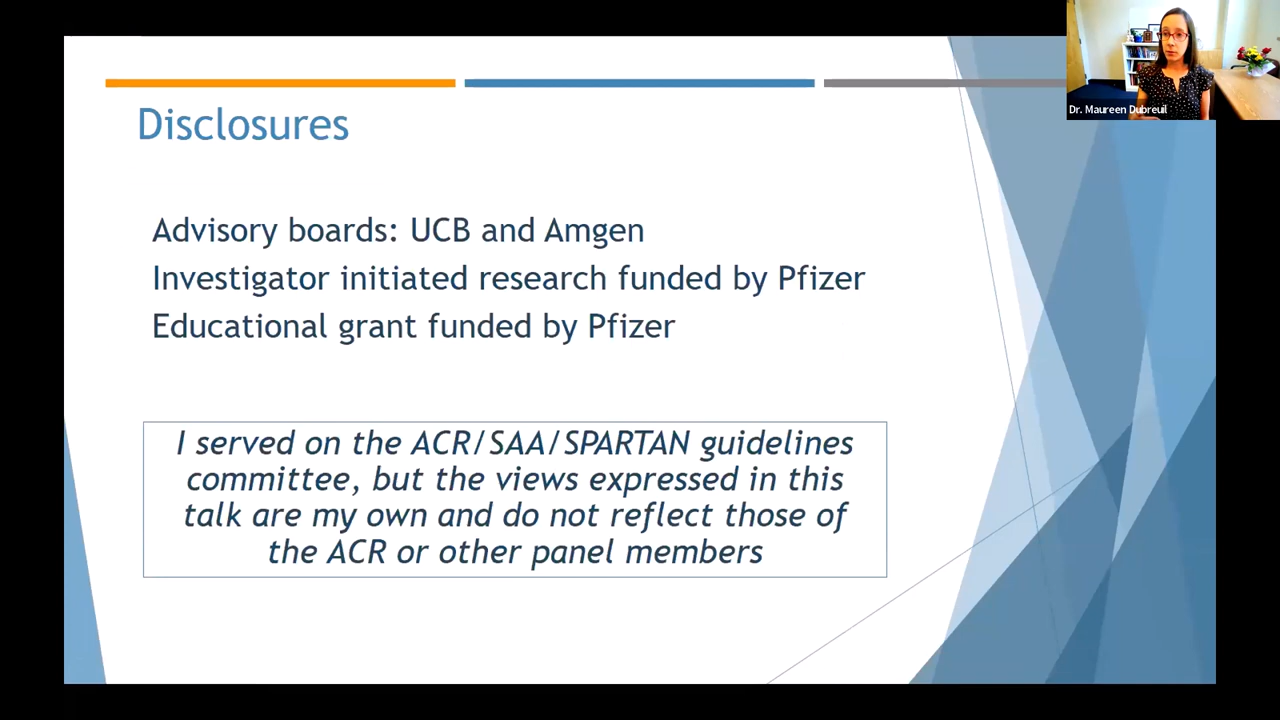 Dr. Maureen Dubreuil
Disclosures
Advisory boards: UCB and Amgen
Investigator initiated research funded by Pfizer
Educational grant funded by Pfizer
I served on the ACR/SAA/SPARTAN guidelines
committee, but the views expressed in this
talk are my own and do not reflect those of
the ACR or other panel members